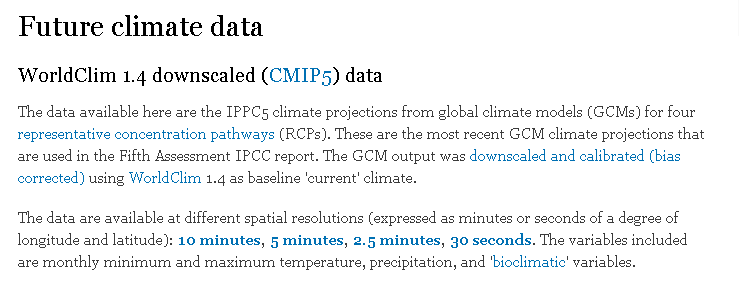 Future climate data
WorldClim 1.4 downscaled (CMIP5) data
The data available here are the IPPC5 climate projections from global climate models (GCMs) for four
representative concentration pathways (RCPs). These are the most recent GCM climate projections that
are used in the Fifth Assessment IPCC report. The GCM output was downscaled and calibrated (bias
corrected) using WorldClim 1.4 as baseline 'current' climate.
The data are available at different spatial resolutions (expressed as minutes or seconds of a degree of
longitude and latitude): 10 minutes, 5 minutes, 2.5 minutes, 30 seconds. The variables included
are monthly minimum and maximum temperature, precipitation, and 'bioclimatic' variables.